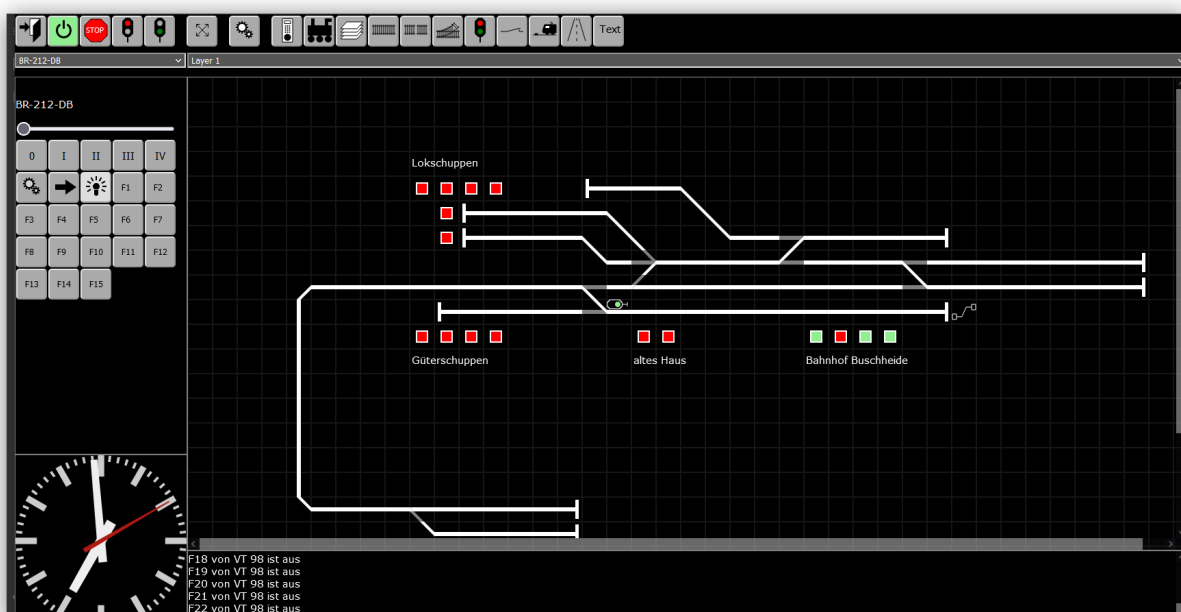 STOP
Text
BR-212-DB
Layer 1
BR-212-DB
0 I II III IV
F1 F2
F3 F4 F5 F6 F7
F8 F9 F10 F11 F12
F13 F14 F15
Lokschuppen
Güterschuppen
altes Haus
Bahnhof Buschheide
F18 von VT 98 ist aus
F19 von VT 98 ist aus
F20 von VT 98 ist aus
F21 von VT 98 ist aus
F22 von VT 98 ist aus